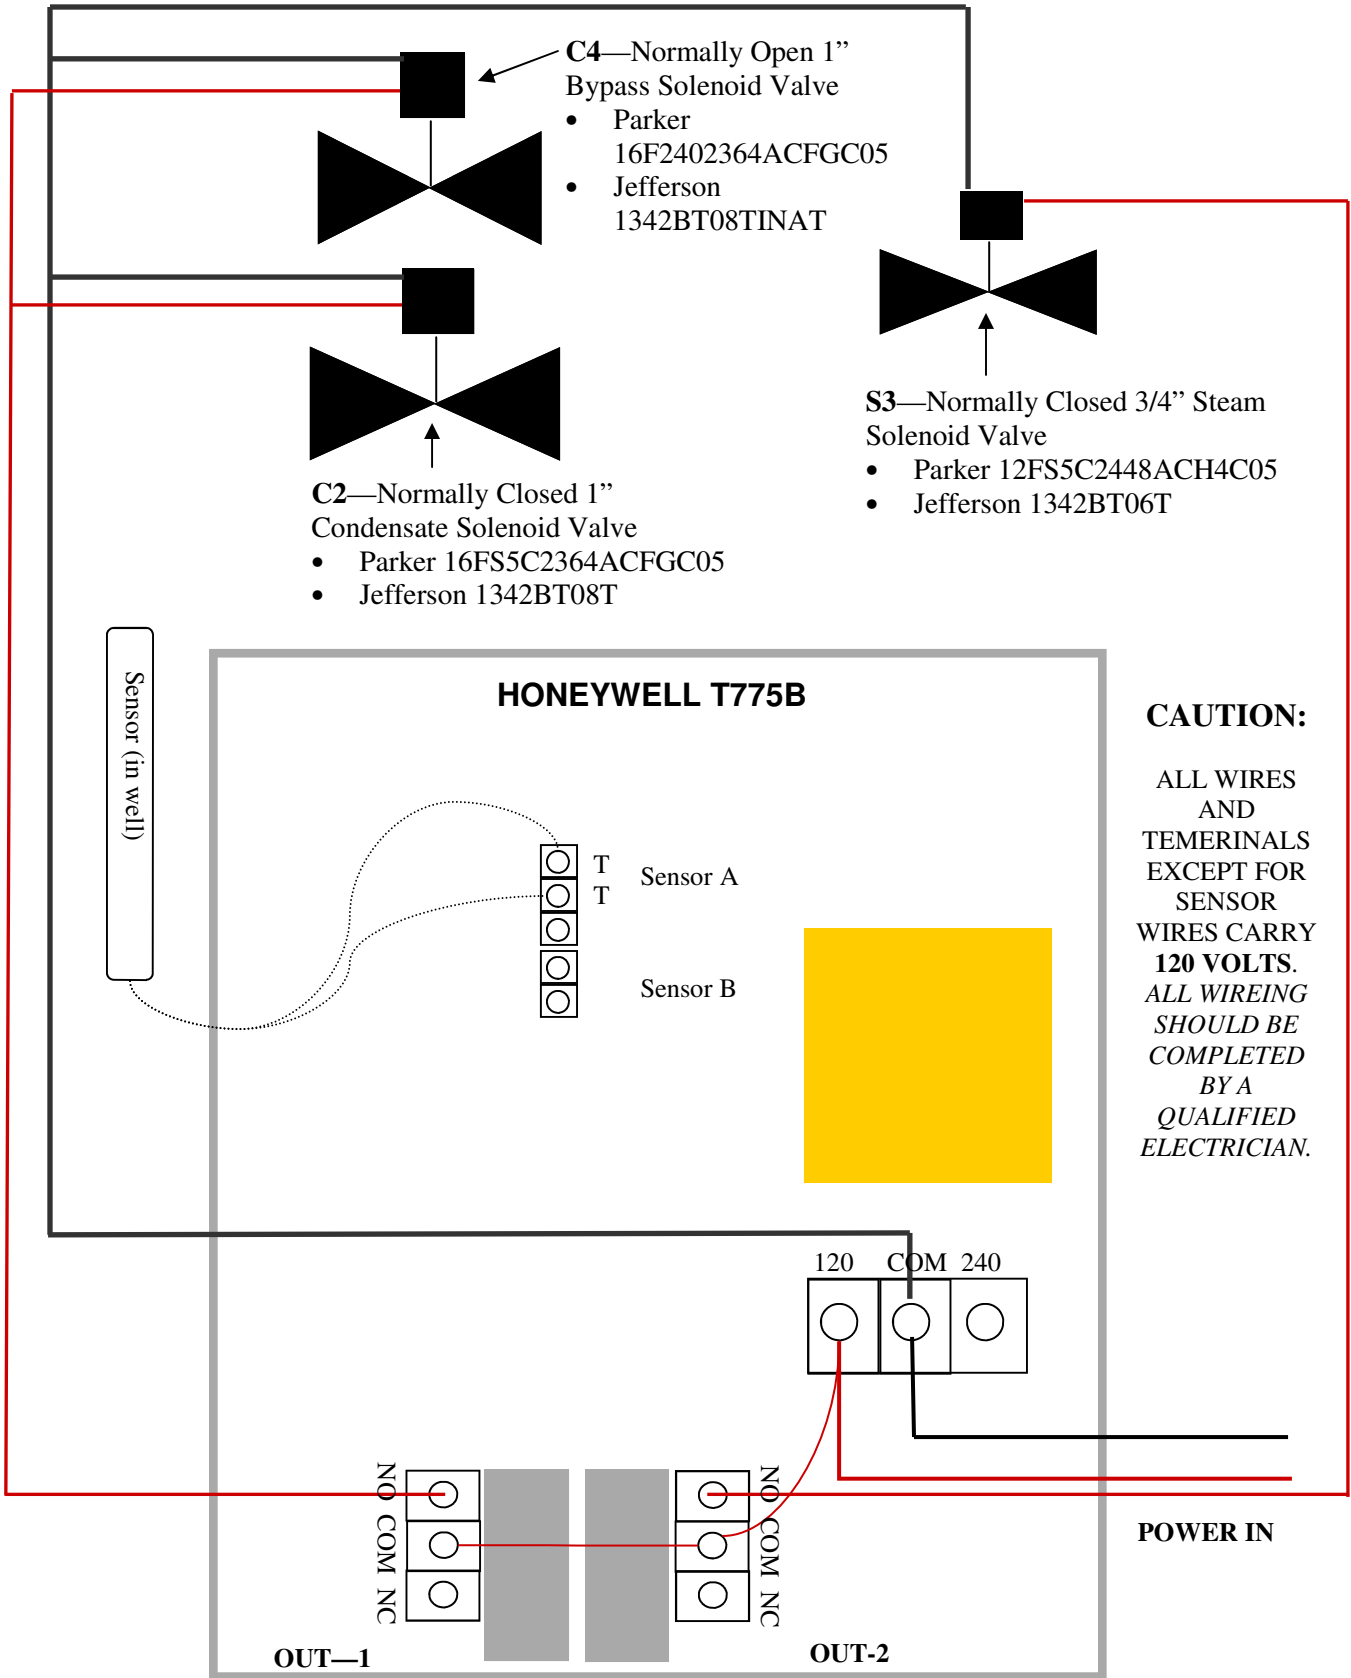 C4—Normally Open 1”
Bypass Solenoid Valve
• Parker
16F2402364ACFGC05
• Jefferson
1342BT08TINAT
S3—Normally Closed 3/4” Steam
Solenoid Valve
• Parker 12FS5C2448ACH4C05
• Jefferson 1342BT06T
C2—Normally Closed 1”
Condensate Solenoid Valve
• Parker 16FS5C2364ACFGC05
• Jefferson 1342BT08T
Sensor (in well)
HONEYWELL T775B
T
T
Sensor A
Sensor B
CAUTION:
ALL WIRES
AND
TEMERINALS
EXCEPT FOR
SENSOR
WIRES CARRY
120 VOLTS.
ALL WIREING
SHOULD BE
COMPLETED
BY A
QUALIFIED
ELECTRICIAN.
120 COM 240
NO COM NC
NO COM NC
POWER IN
OUT—1
OUT-2